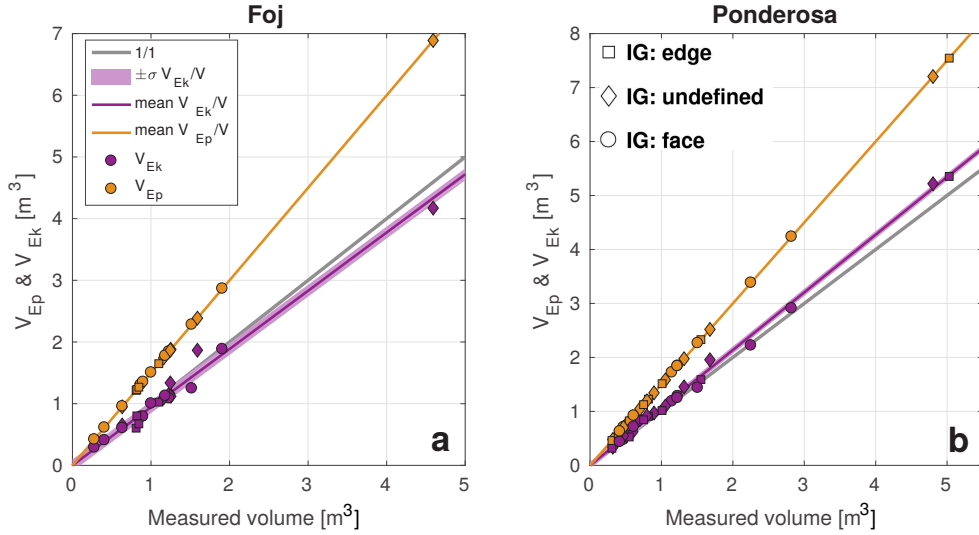 Foj
Ponderosa
1/1
±σ V_Ek/V
mean V_Ek/V
mean V_Ep/V
V_Ek
V_Ep
IG: edge
IG: undefined
IG: face
V_Ep & V_Ek [m³]
7
6
5
4
3
2
1
0
0 1 2 3 4 5
Measured volume [m³]
a
V_Ep & V_Ek [m³]
8
7
6
5
4
3
2
1
0
0 1 2 3 4 5
Measured volume [m³]
b